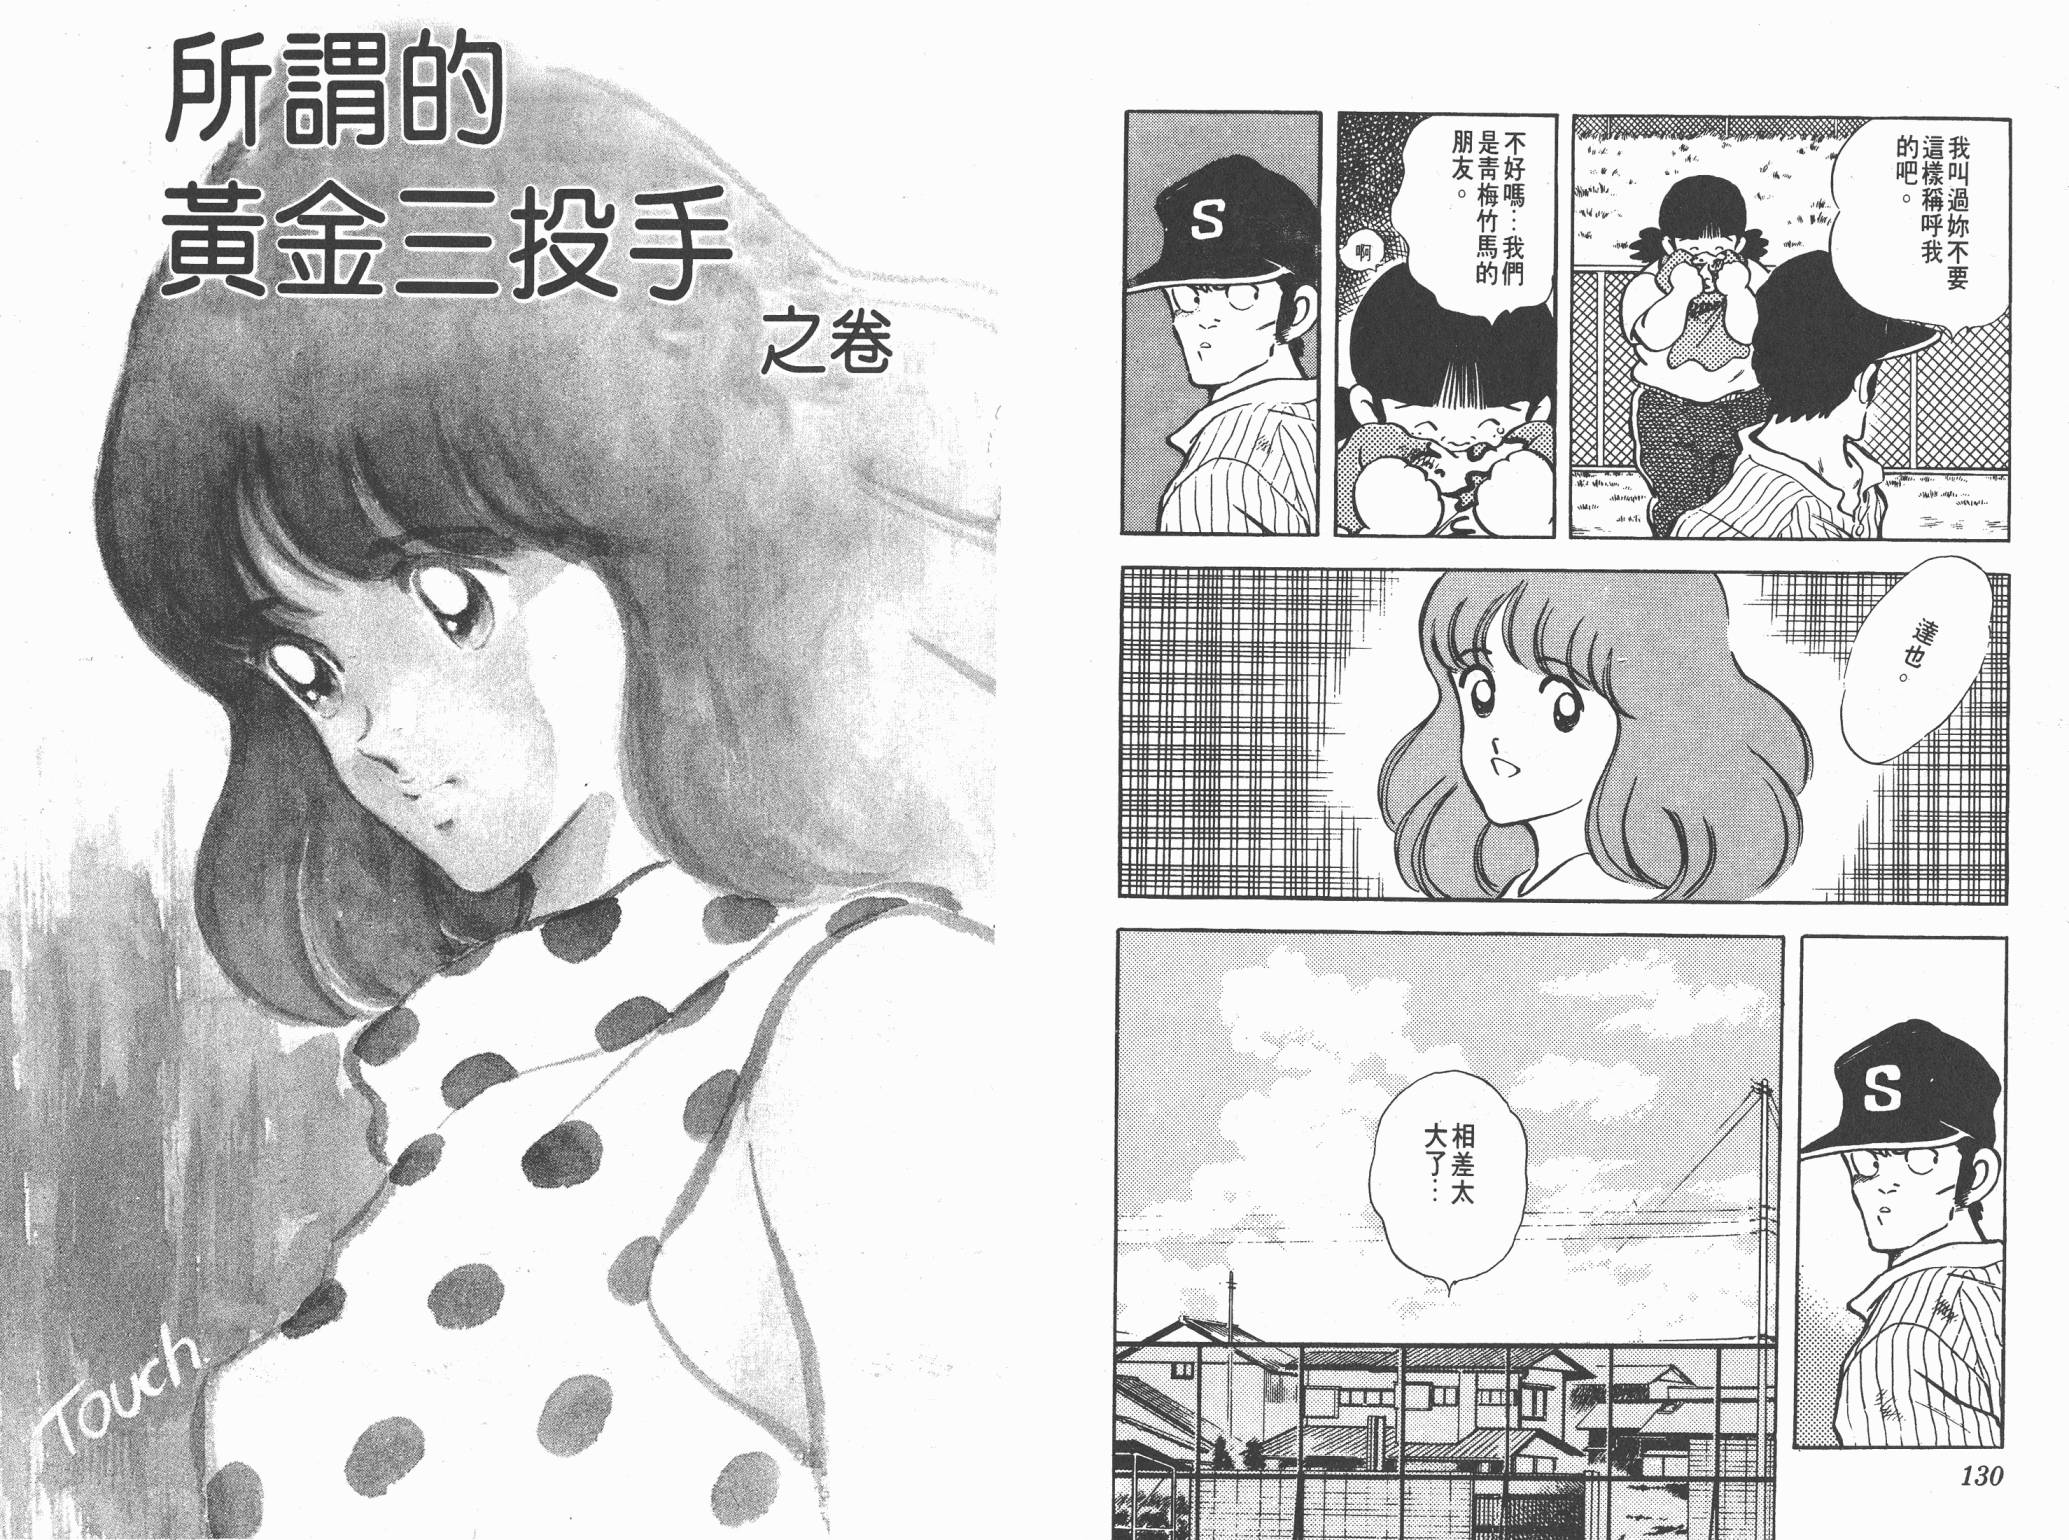 我叫過妳不要
這樣稱呼我
的吧。
不好嗎…我們
是青梅竹馬的
朋友。
啊
S
達也。
S
相差太
大了…
130
所謂的
黃金三投手
之卷
Touch.